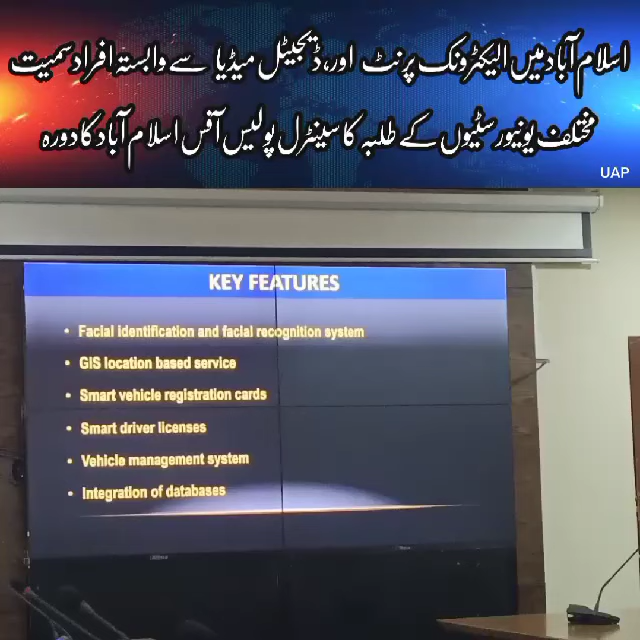 اسلام آباد میں الیکٹرونک پرنٹ اور، ڈیجیٹل میڈیا سے وابستہ افراد سمیت
مختلف یونیورسٹیوں کے طلبہ کا سینٹرل پولیس آفس اسلام آباد کا دورہ
UAP
KEY FEATURES
• Facial identification and facial recognition system
• GIS location based service
• Smart vehicle registration cards
• Smart driver licenses
• Vehicle management system
• Integration of databases